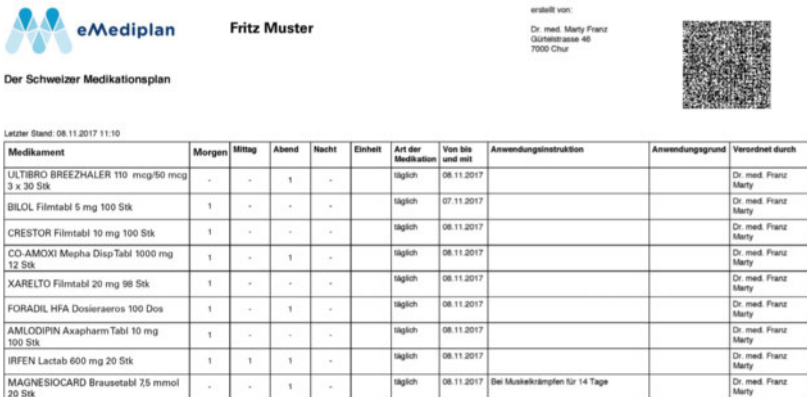 eMediplan
Fritz Muster
erstellt von:
Dr. med. Marty Franz
Gürtelstrasse 46
7000 Chur
Der Schweizer Medikationsplan
Letzter Stand: 08.11.2017 11:10
Medikament Morgen Mittag Abend Nacht Einheit Art der Medikation Von bis und mit Anwendungsinstruktion Anwendungsgrund Verordnet durch
ULTIBRO BREEZHALER 110 mcg/50 mcg - - 1 - täglich 08.11.2017 Dr. med. Franz
3 x 30 Stk Marty
BILOL Filmtabl 5 mg 100 Stk 1 - - - täglich 07.11.2017 Dr. med. Franz
Marty
CRESTOR Filmtabl 10 mg 100 Stk 1 - - - täglich 08.11.2017 Dr. med. Franz
Marty
CO-AMOXI Mepha DispTabl 1000 mg 1 - 1 - täglich 08.11.2017 Dr. med. Franz
12 Stk Marty
XARELTO Filmtabl 20 mg 98 Stk 1 - - - täglich 08.11.2017 Dr. med. Franz
Marty
FORADIL HFA Dosieraeros 100 Dos 1 - 1 - täglich 08.11.2017 Dr. med. Franz
Marty
AMLODIPIN Axapharm Tabl 10 mg 1 - - - täglich 08.11.2017 Dr. med. Franz
100 Stk Marty
IRFEN Lactab 600 mg 20 Stk 1 1 1 - täglich 08.11.2017 Dr. med. Franz
Marty
MAGNESIOCARD Brausetabl 7,5 mmol - - 1 - täglich 08.11.2017 Bei Muskelkrämpfen für 14 Tage Dr. med. Franz
20 Stk Marty